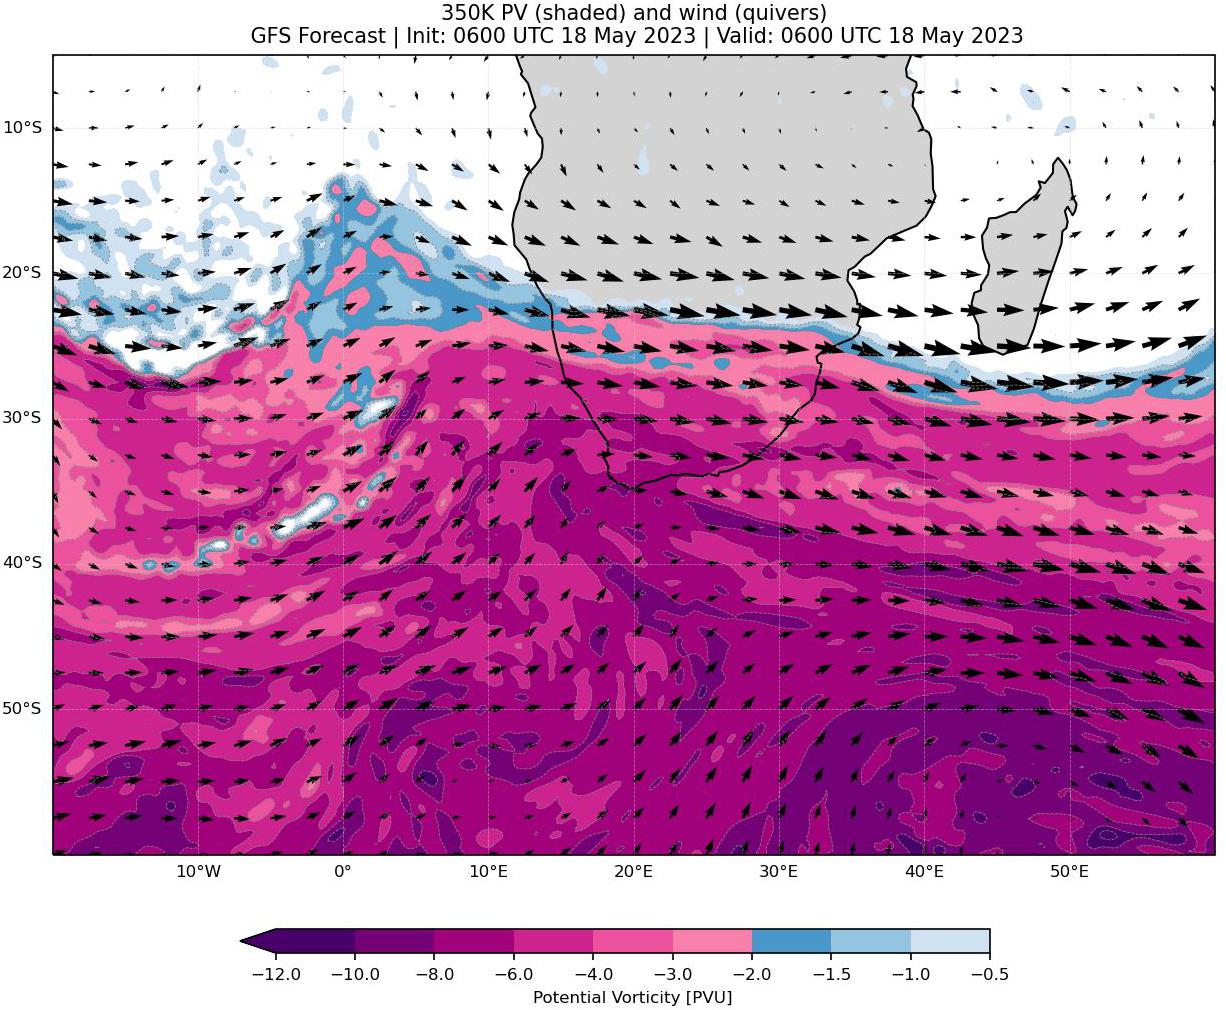 350K PV (shaded) and wind (quivers)
GFS Forecast | Init: 0600 UTC 18 May 2023 | Valid: 0600 UTC 18 May 2023
10°S
20°S
30°S
40°S
50°S
10°W 0° 10°E 20°E 30°E 40°E 50°E
−12.0 −10.0 −8.0 −6.0 −4.0 −3.0 −2.0 −1.5 −1.0 −0.5
Potential Vorticity [PVU]